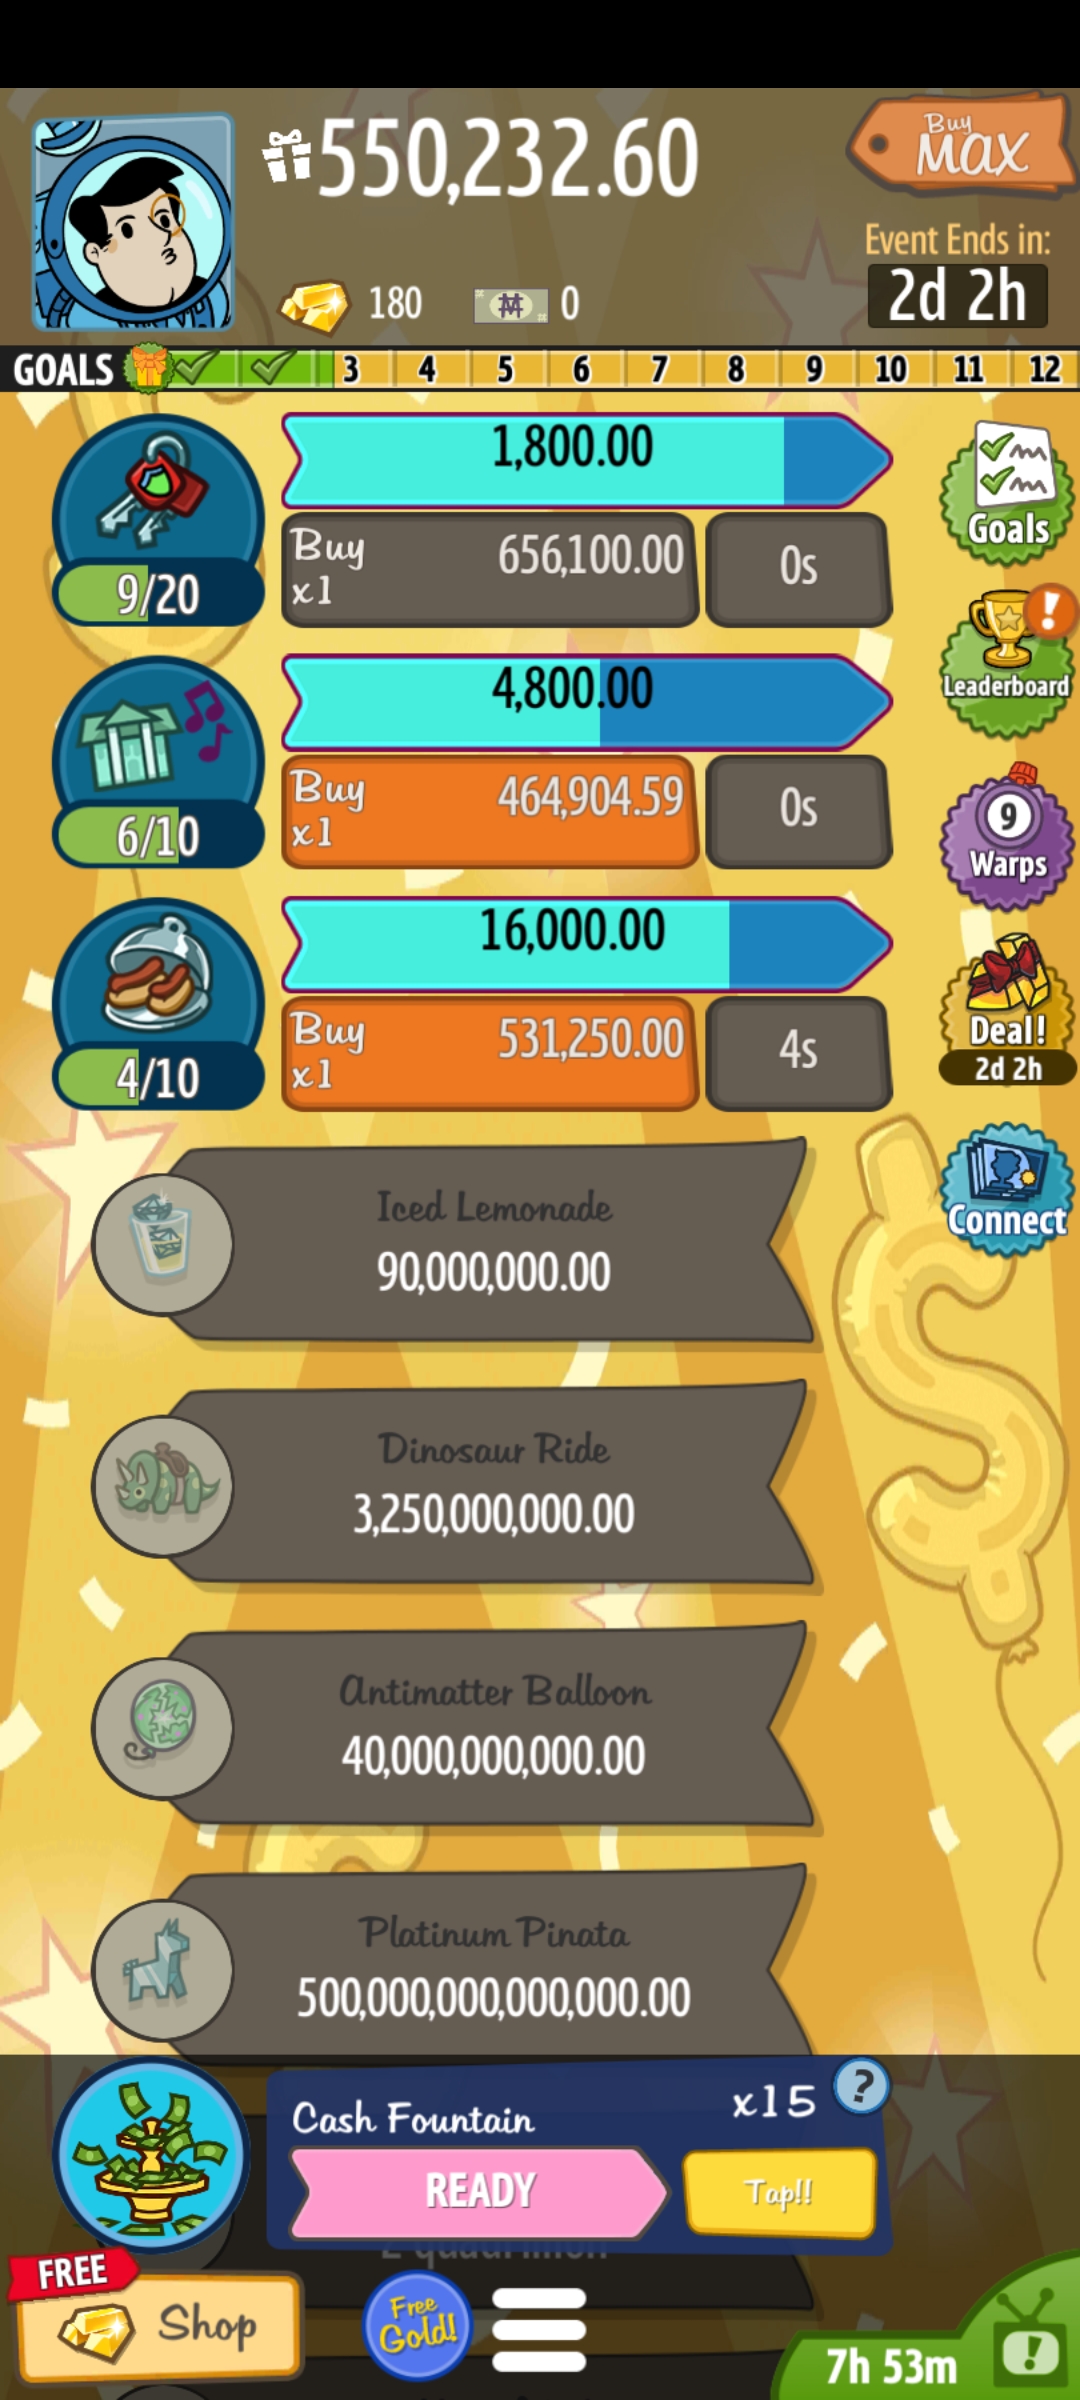 550,232.60
Buy
MAX
Event Ends in:
2d 2h
180
0
GOALS
3 4 5 6 7 8 9 10 11 12
1,800.00
9/20
Buy
x1
656,100.00
0s
Goals
Leaderboard
4,800.00
6/10
Buy
x1
464,904.59
0s
9
Warps
16,000.00
4/10
Buy
x1
531,250.00
4s
Deal!
2d 2h
Connect
Iced Lemonade
90,000,000.00
Dinosaur Ride
3,250,000,000.00
Antimatter Balloon
40,000,000,000.00
Platinum Pinata
500,000,000,000,000.00
Cash Fountain
x15
?
READY
Tap!!
FREE
Shop
Free
Gold!
7h 53m